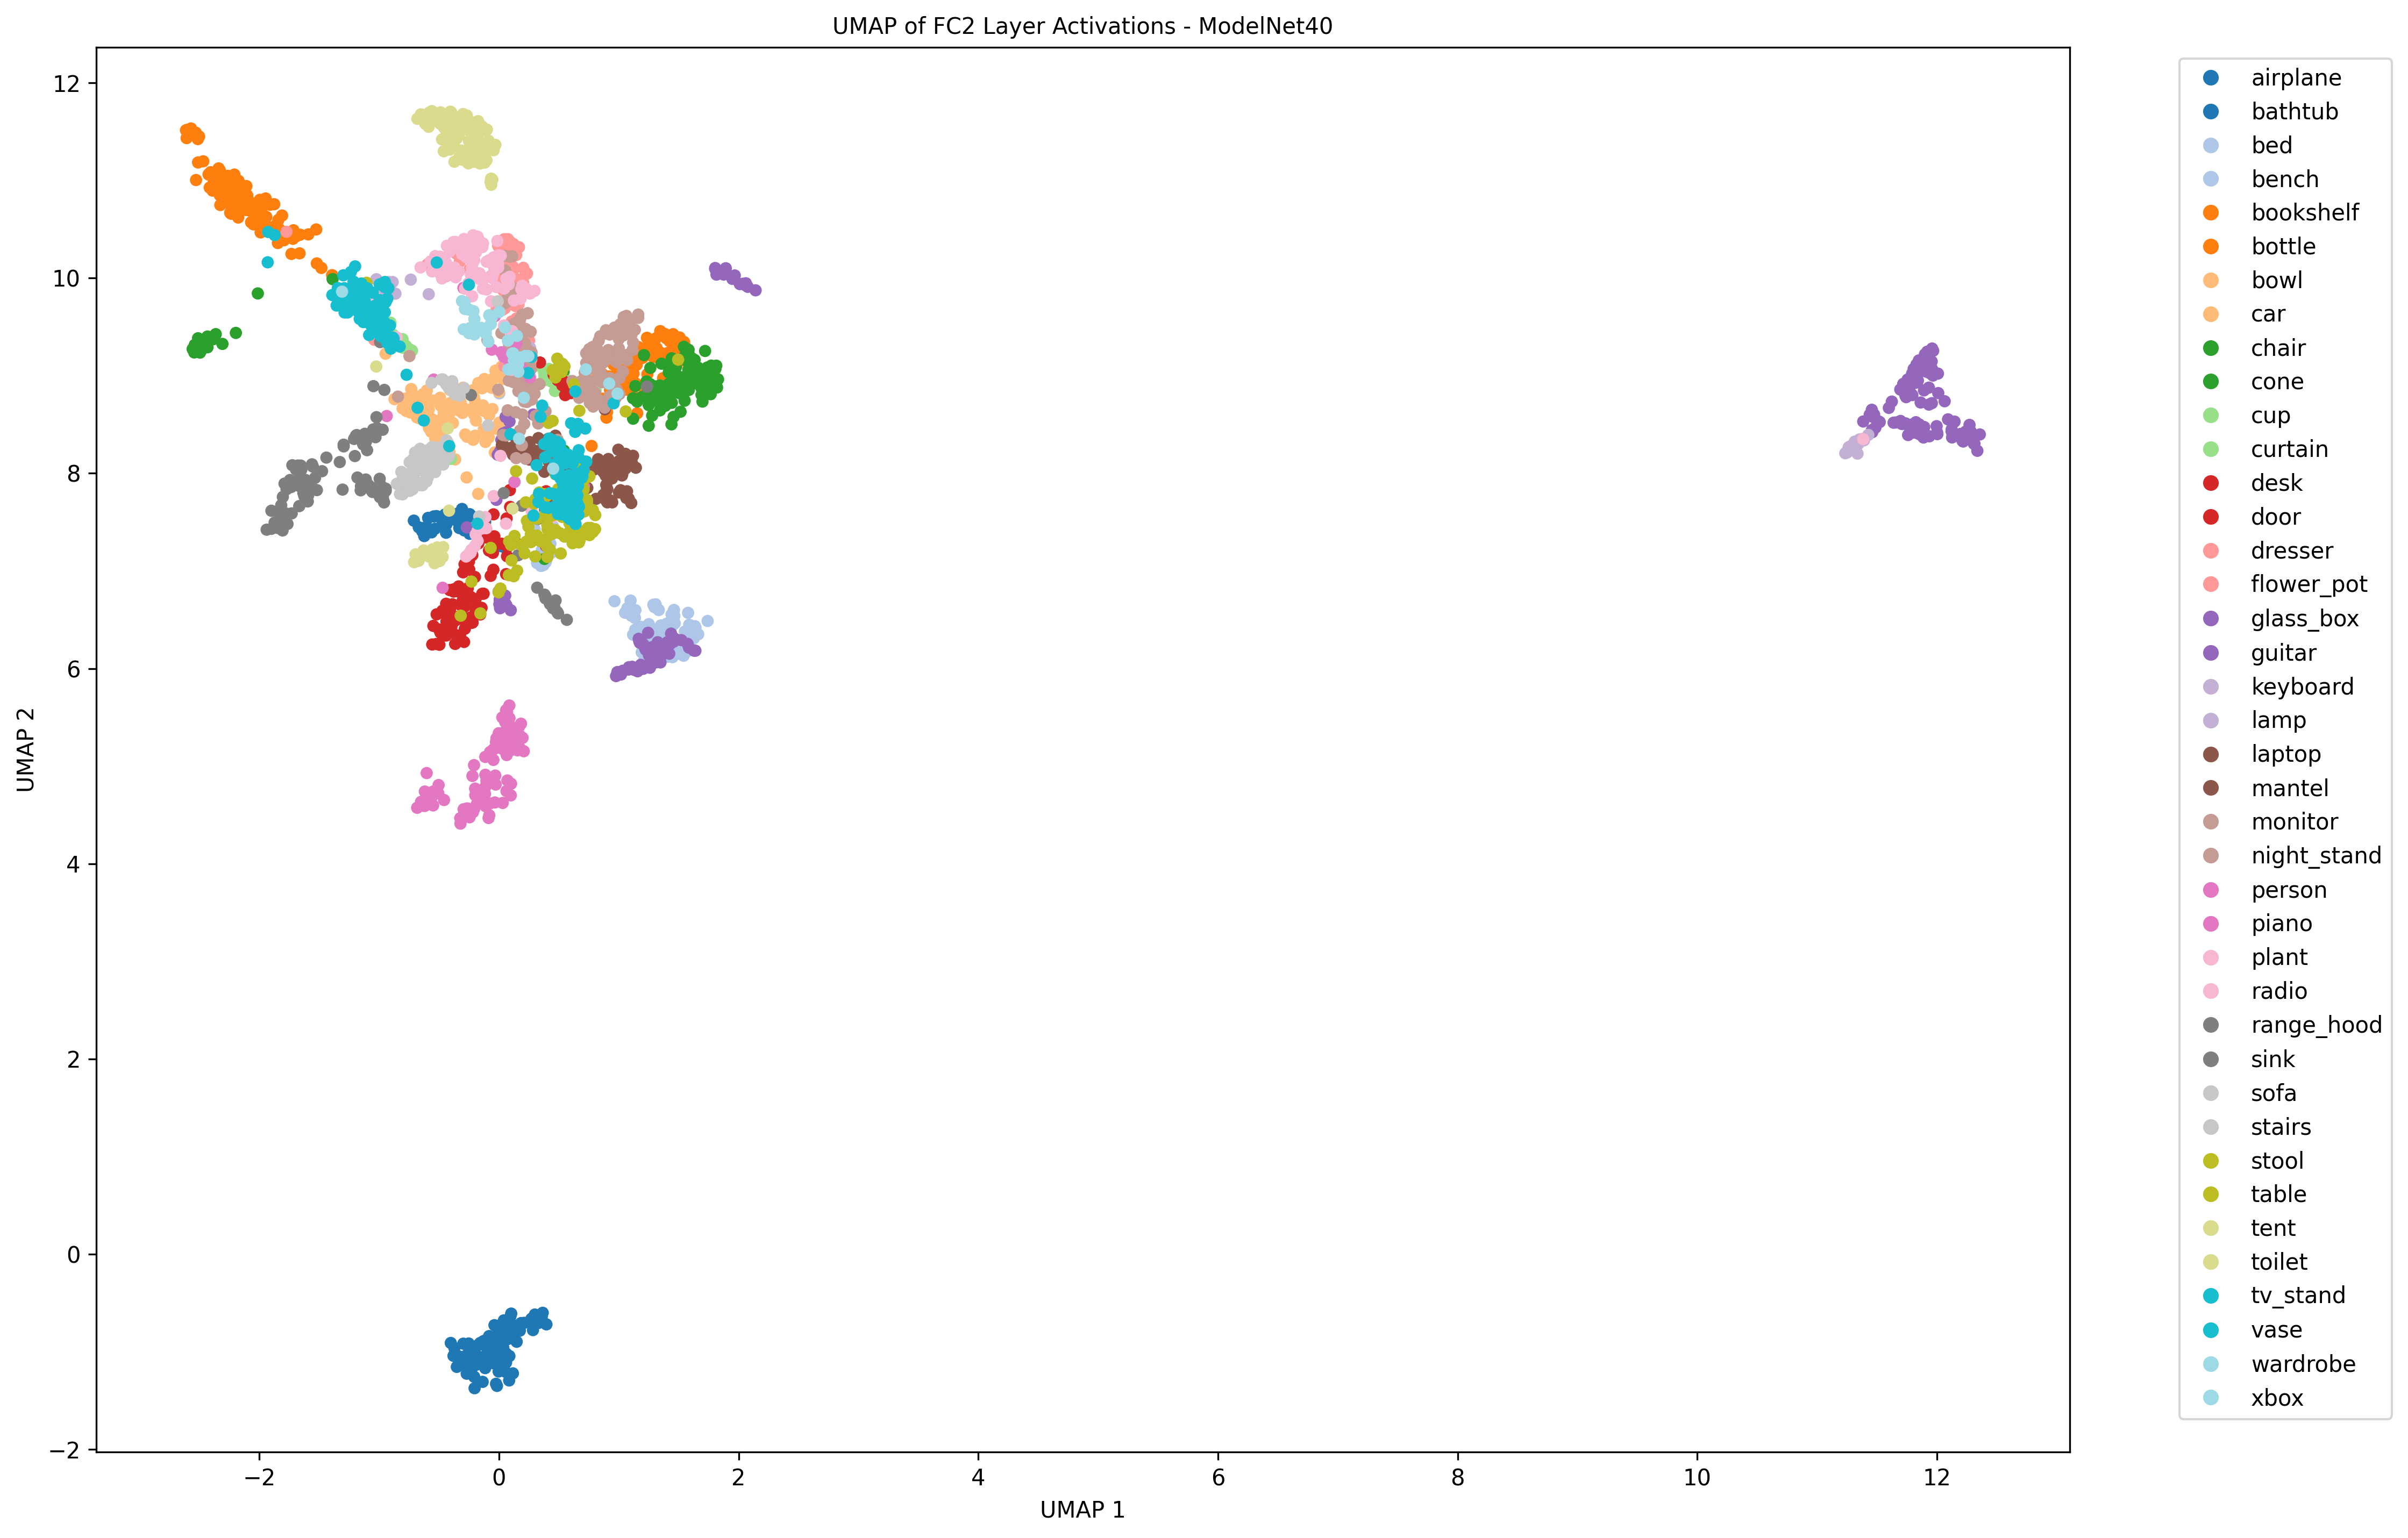 UMAP of FC2 Layer Activations - ModelNet40
12
10
8
6
4
2
0
−2
UMAP 2
−2
0
2
4
6
8
10
12
UMAP 1
airplane
bathtub
bed
bench
bookshelf
bottle
bowl
car
chair
cone
cup
curtain
desk
door
dresser
flower_pot
glass_box
guitar
keyboard
lamp
laptop
mantel
monitor
night_stand
person
piano
plant
radio
range_hood
sink
sofa
stairs
stool
table
tent
toilet
tv_stand
vase
wardrobe
xbox